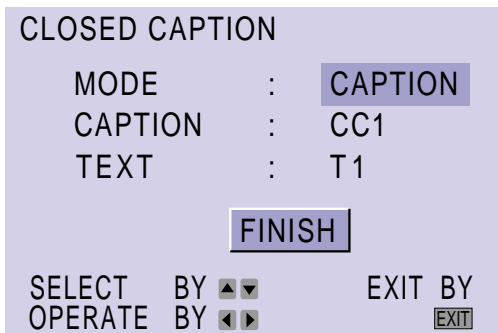 CLOSED CAPTION
MODE : CAPTION
CAPTION : CC1
TEXT : T1
FINISH
SELECT BY ▲▼ EXIT BY
OPERATE BY ◀▶ EXIT